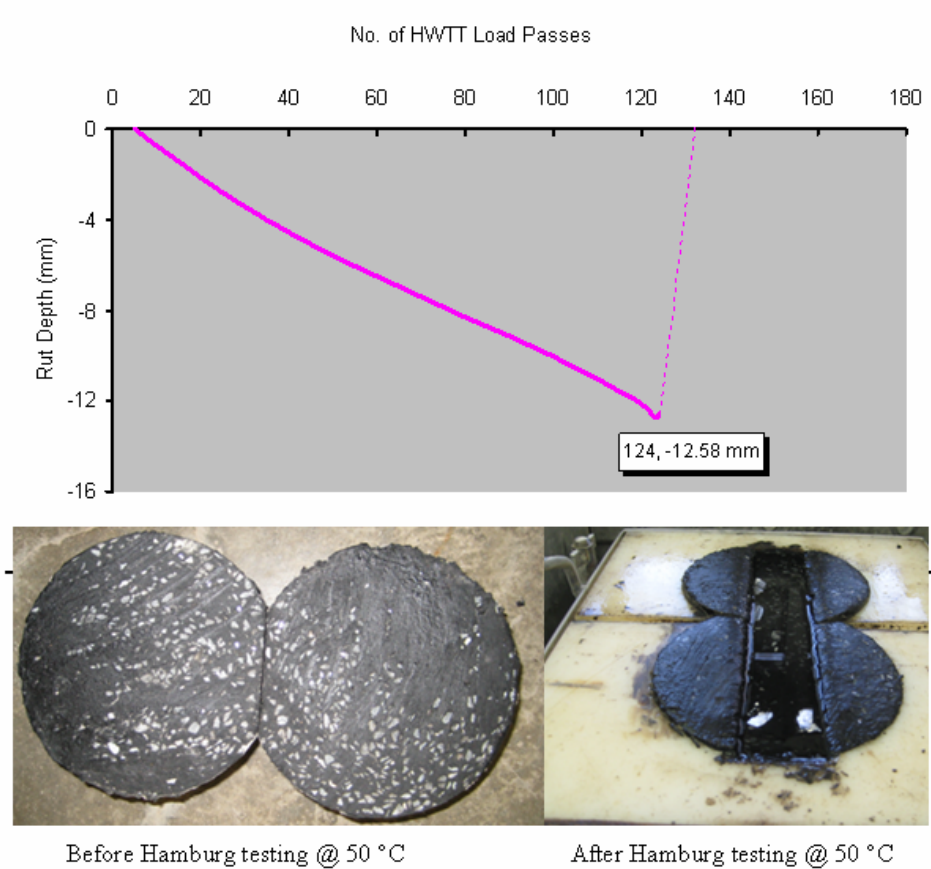 No. of HWTT Load Passes
0 20 40 60 80 100 120 140 160 180
0
-4
-8
-12
-16
Rut Depth (mm)
124, -12.58 mm
Before Hamburg testing @ 50 °C
After Hamburg testing @ 50 °C